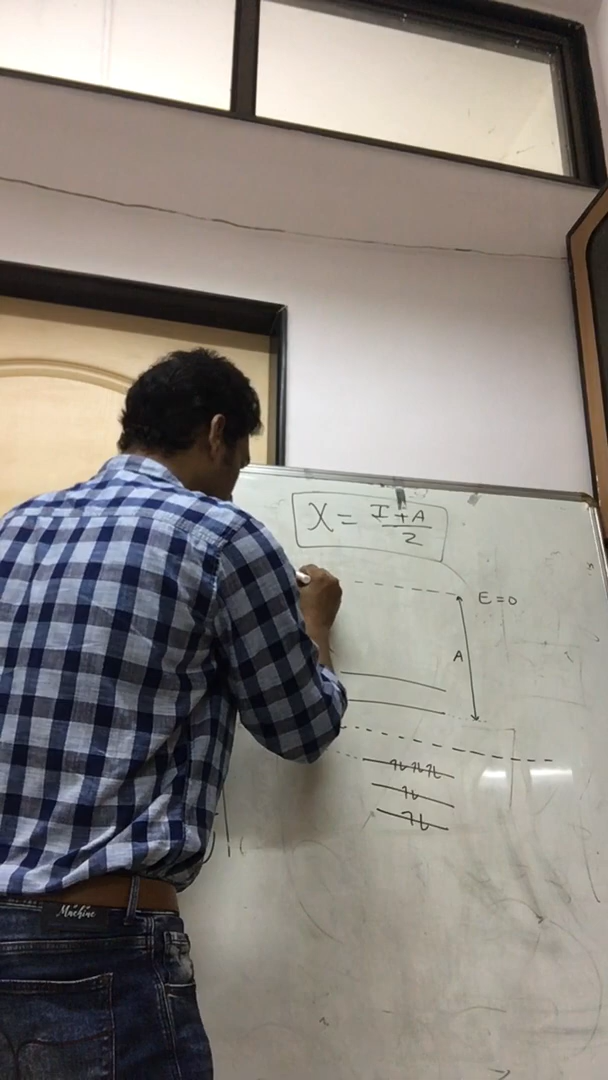 X = I + A / 2
E = 0
A
Machine